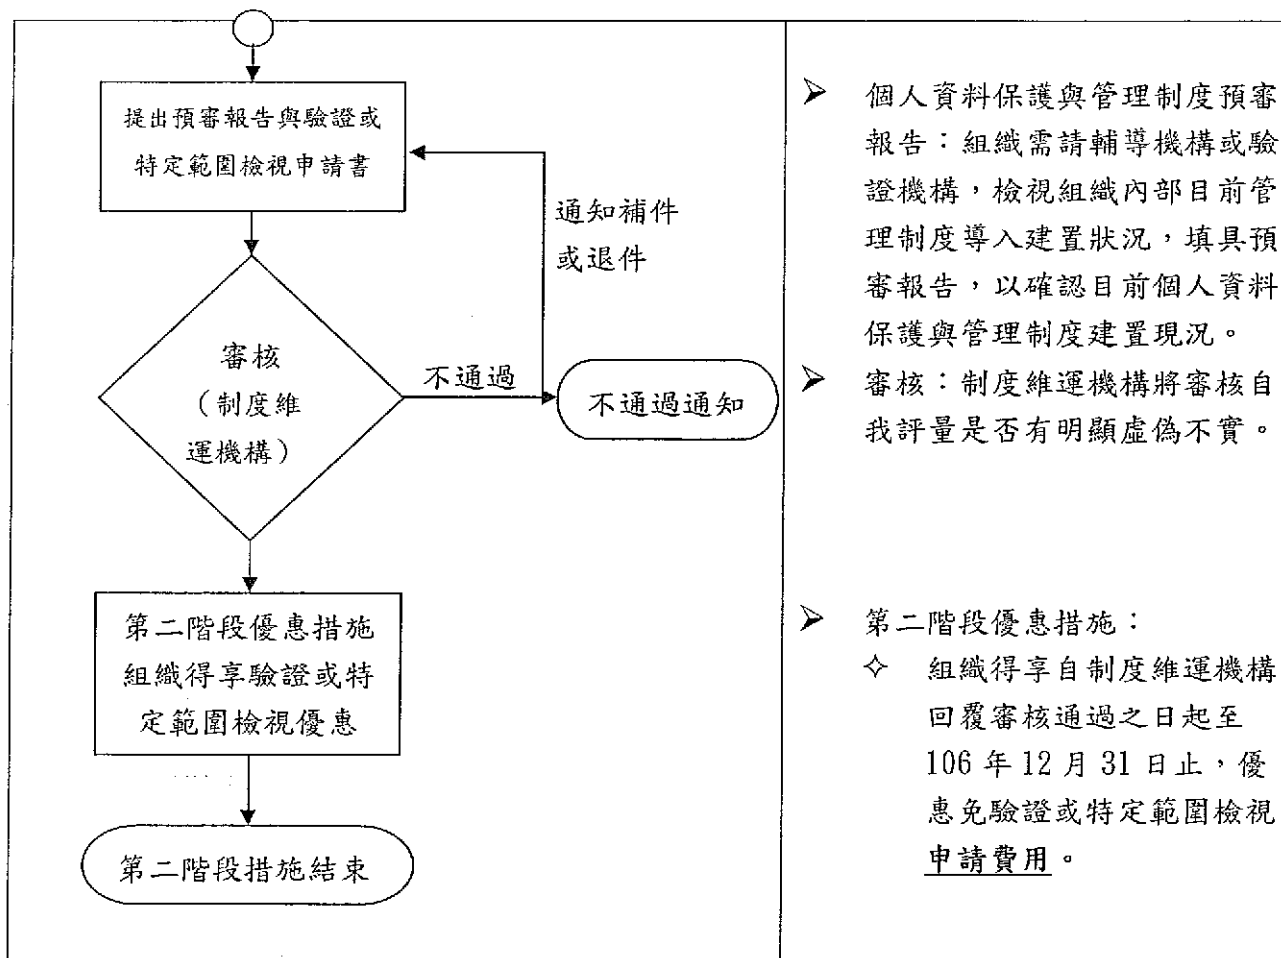 提出預審報告與驗證或
特定範圍檢視申請書
通知補件
或退件
審核
（制度維
運機構）
不通過
不通過通知
第二階段優惠措施
組織得享驗證或特
定範圍檢視優惠
第二階段措施結束
➢ 個人資料保護與管理制度預審
報告：組織需請輔導機構或驗
證機構，檢視組織內部目前管
理制度導入建置狀況，填具預
審報告，以確認目前個人資料
保護與管理制度建置現況。
➢ 審核：制度維運機構將審核自
我評量是否有明顯虛偽不實。
➢ 第二階段優惠措施：
✧ 組織得享自制度維運機構
回覆審核通過之日起至
106 年 12 月 31 日止，優
惠免驗證或特定範圍檢視
申請費用。